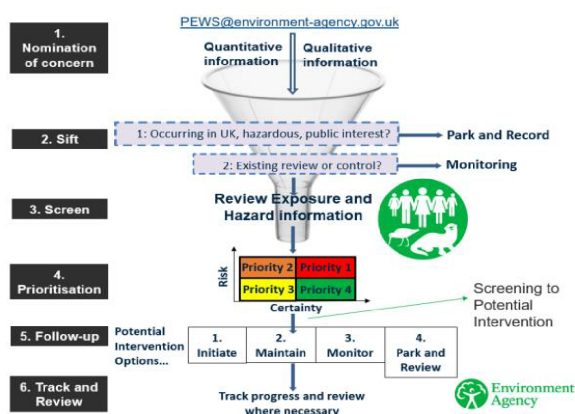 PEWS@environment-agency.gov.uk
1.
Nomination
of concern
Quantitative
information
Qualitative
information
2. Sift
1: Occurring in UK, hazardous, public interest?
Park and Record
2: Existing review or control?
Monitoring
3. Screen
Review Exposure and
Hazard information
4.
Prioritisation
Risk
Priority 2
Priority 1
Priority 3
Priority 4
Certainty
Screening to
Potential
Intervention
5. Follow-up
Potential
Intervention
Options...
1.
Initiate
2.
Maintain
3.
Monitor
4.
Park and
Review
6. Track and
Review
Track progress and review
where necessary
Environment
Agency